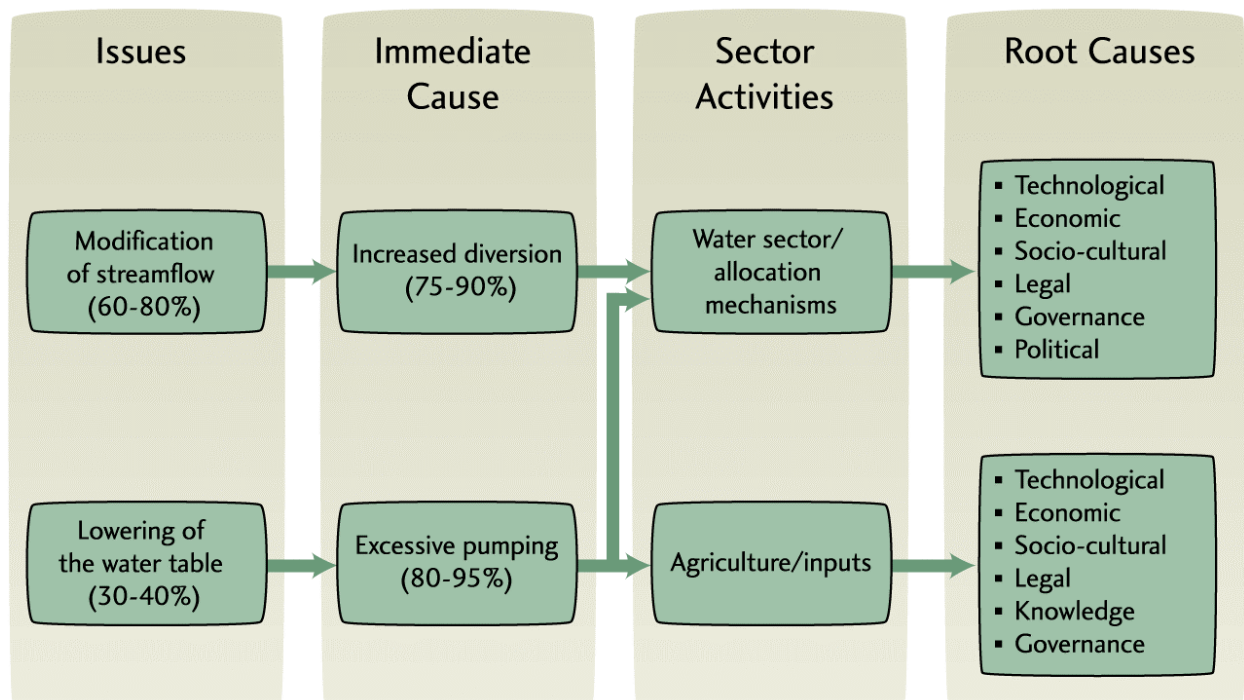 Issues
Immediate
Cause
Sector
Activities
Root Causes
Modification
of streamflow
(60-80%)
Increased diversion
(75-90%)
Water sector/
allocation
mechanisms
▪ Technological
▪ Economic
▪ Socio-cultural
▪ Legal
▪ Governance
▪ Political
Lowering of
the water table
(30-40%)
Excessive pumping
(80-95%)
Agriculture/inputs
▪ Technological
▪ Economic
▪ Socio-cultural
▪ Legal
▪ Knowledge
▪ Governance